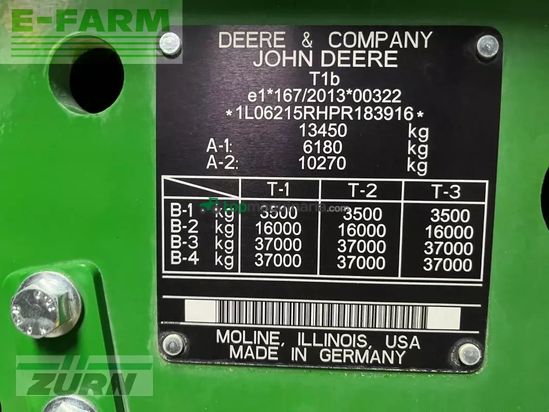 E-FARM
DEERE & COMPANY
JOHN DEERE
T1b
e1*167/2013*00322
*1L06215RHPR183916*
13450 kg
A-1: 6180 kg
A-2: 10270 kg
T-1 T-2 T-3
B-1 kg 3500 3500 3500
B-2 kg 16000 16000 16000
B-3 kg 37000 37000 37000
B-4 kg 37000 37000 37000
MOLINE, ILLINOIS, USA
MADE IN GERMANY
ZÜRN